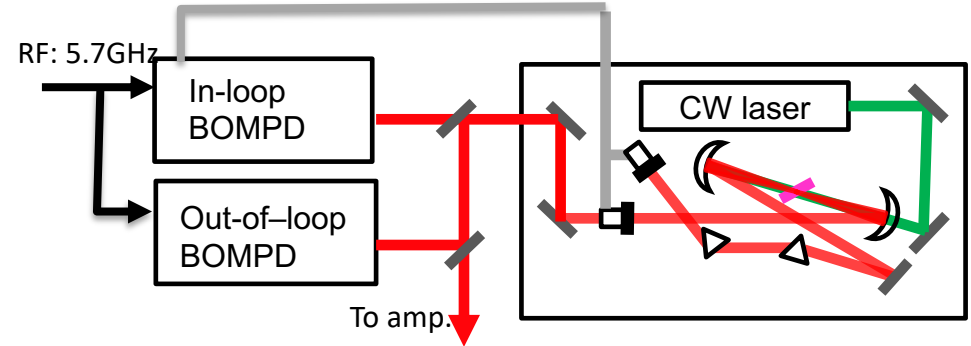 RF: 5.7GHz
In-loop
BOMPD
CW laser
Out-of–loop
BOMPD
To amp.